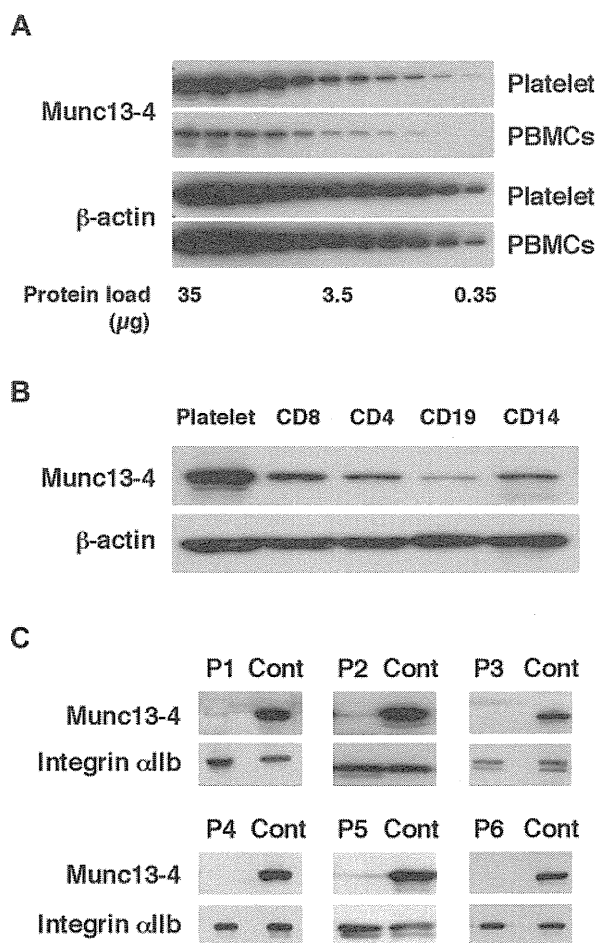 A
Munc13-4
Platelet
PBMCs
β-actin
Platelet
PBMCs
Protein load 35 3.5 0.35
(μg)
B
Platelet CD8 CD4 CD19 CD14
Munc13-4
β-actin
C
P1 Cont P2 Cont P3 Cont
Munc13-4
Integrin αIIb
P4 Cont P5 Cont P6 Cont
Munc13-4
Integrin αIIb